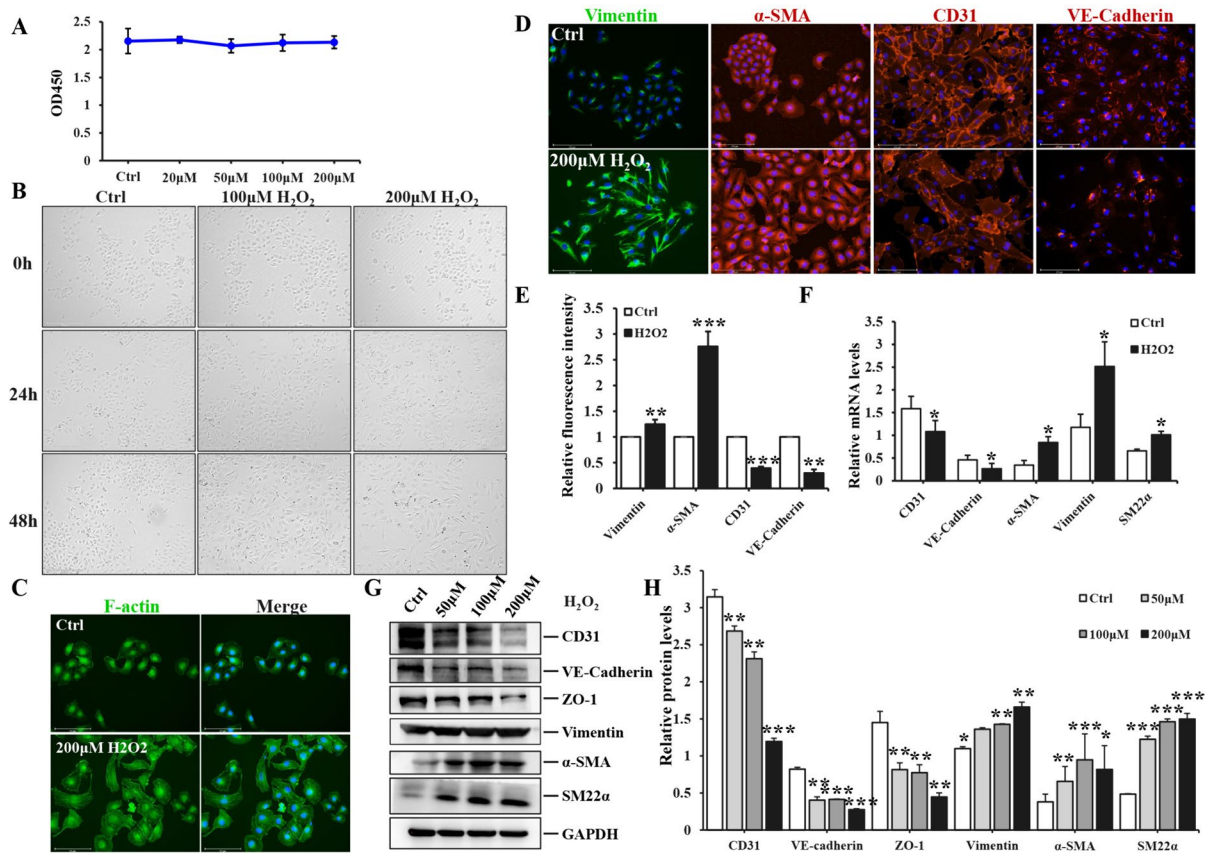 A
2.5
2
1.5
1
0.5
0
OD450
Ctrl 20μM 50μM 100μM 200μM
B
Ctrl 100μM H₂O₂ 200μM H₂O₂
0h
24h
48h
C
F-actin Merge
Ctrl
200μM H2O2
D
Vimentin α-SMA CD31 VE-Cadherin
Ctrl
200μM H₂O₂
E
Relative fluorescence intensity
3.5
3
2.5
2
1.5
1
0.5
0
Ctrl
H2O2
** *** *** **
Vimentin α-SMA CD31 VE-Cadherin
F
Relative mRNA levels
3.5
3
2.5
2
1.5
1
0.5
0
Ctrl
H2O2
* * * * *
CD31 VE-Cadherin α-SMA Vimentin SM22α
G
Ctrl 50μM 100μM 200μM H₂O₂
CD31
VE-Cadherin
ZO-1
Vimentin
α-SMA
SM22α
GAPDH
H
Relative protein levels
3.5
3
2.5
2
1.5
1
0.5
0
Ctrl 50μM
100μM 200μM
** ** *** ** *** *** ** ** ** * ** ** ** *** * *** *** ***
CD31 VE-cadherin ZO-1 Vimentin α-SMA SM22α